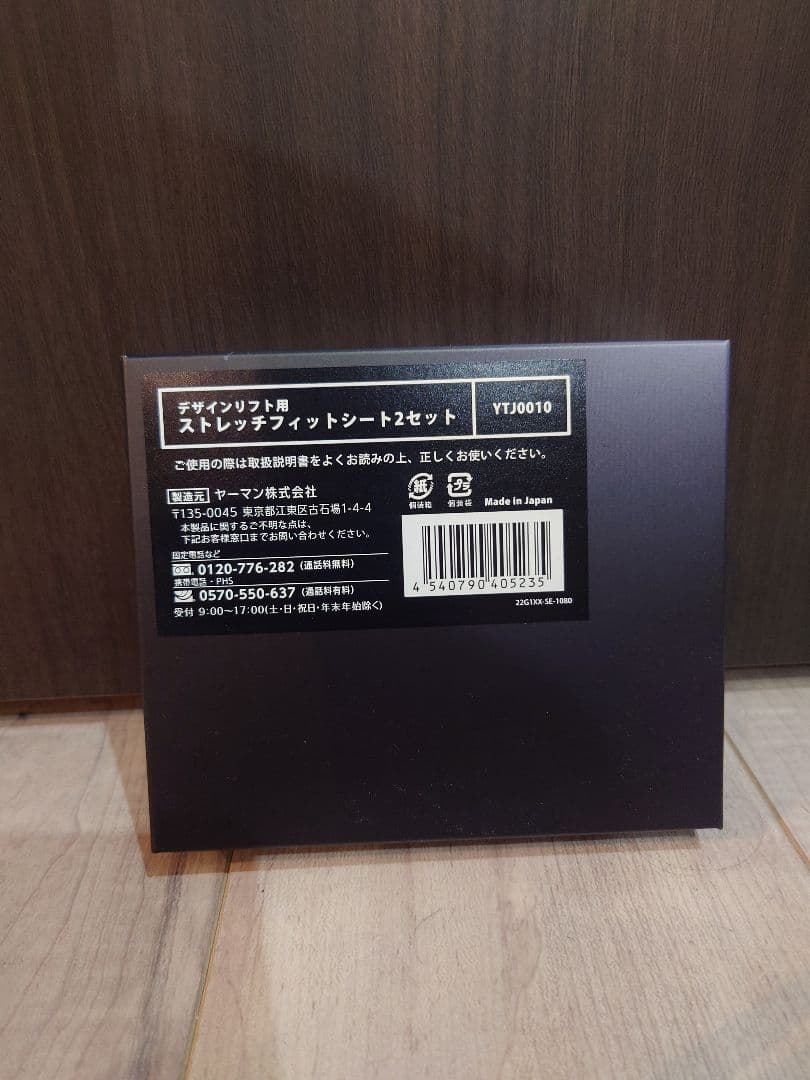 デザインリフト用
ストレッチフィットシート2セット
YTJ0010
ご使用の際は取扱説明書をよくお読みの上、正しくお使いください。
製造元 ヤーマン株式会社
〒135-0045 東京都江東区古石場1-4-4
本製品に関するご不明な点は、
下記お客様窓口までお問い合わせください。
固定電話など
0120-776-282 (通話料無料)
携帯電話・PHS
0570-550-637 (通話料有料)
受付 9:00〜17:00(土・日・祝日・年末年始除く)
紙 プラ
個装箱 個装袋
Made in Japan
4 540790 405235
22G1XX-SE-1080